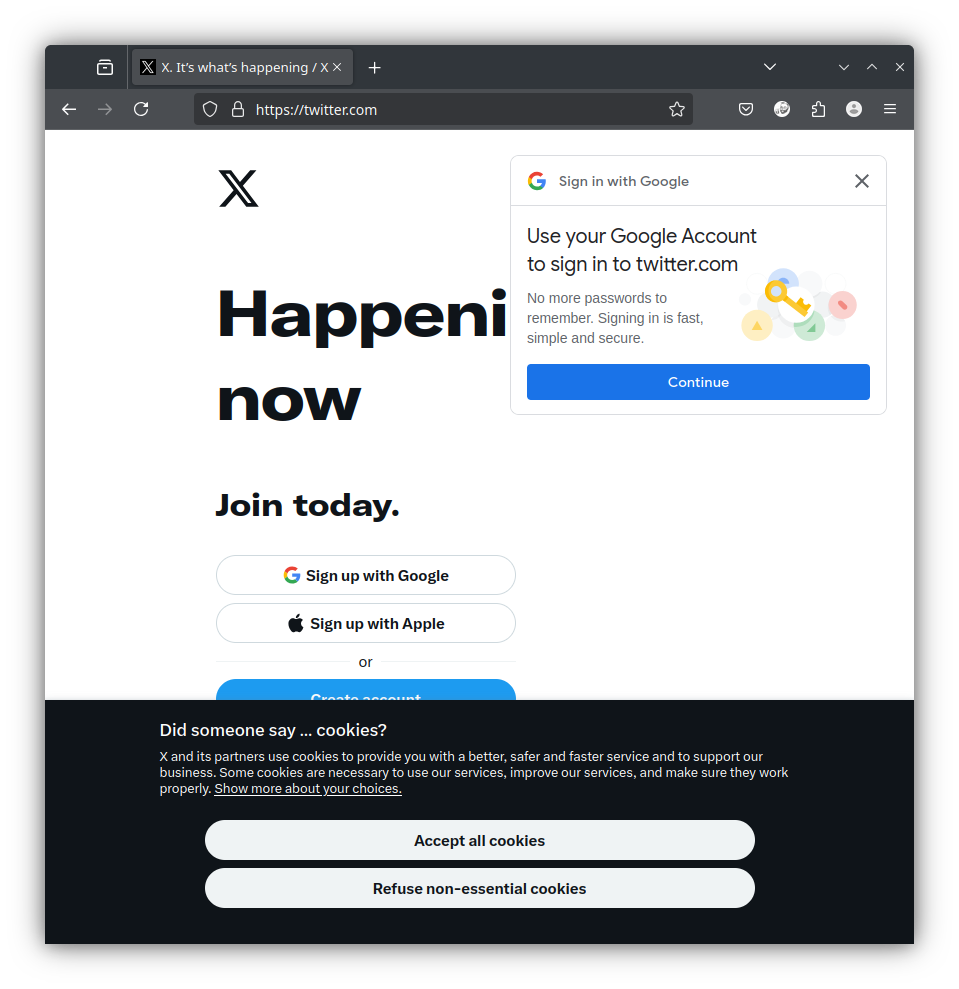 X. It's what's happening / X
https://twitter.com
Sign in with Google
Use your Google Account
to sign in to twitter.com
No more passwords to
remember. Signing in is fast,
simple and secure.
Continue
Happeni
now
Join today.
Sign up with Google
Sign up with Apple
or
Create account
Did someone say … cookies?
X and its partners use cookies to provide you with a better, safer and faster service and to support our
business. Some cookies are necessary to use our services, improve our services, and make sure they work
properly. Show more about your choices.
Accept all cookies
Refuse non-essential cookies